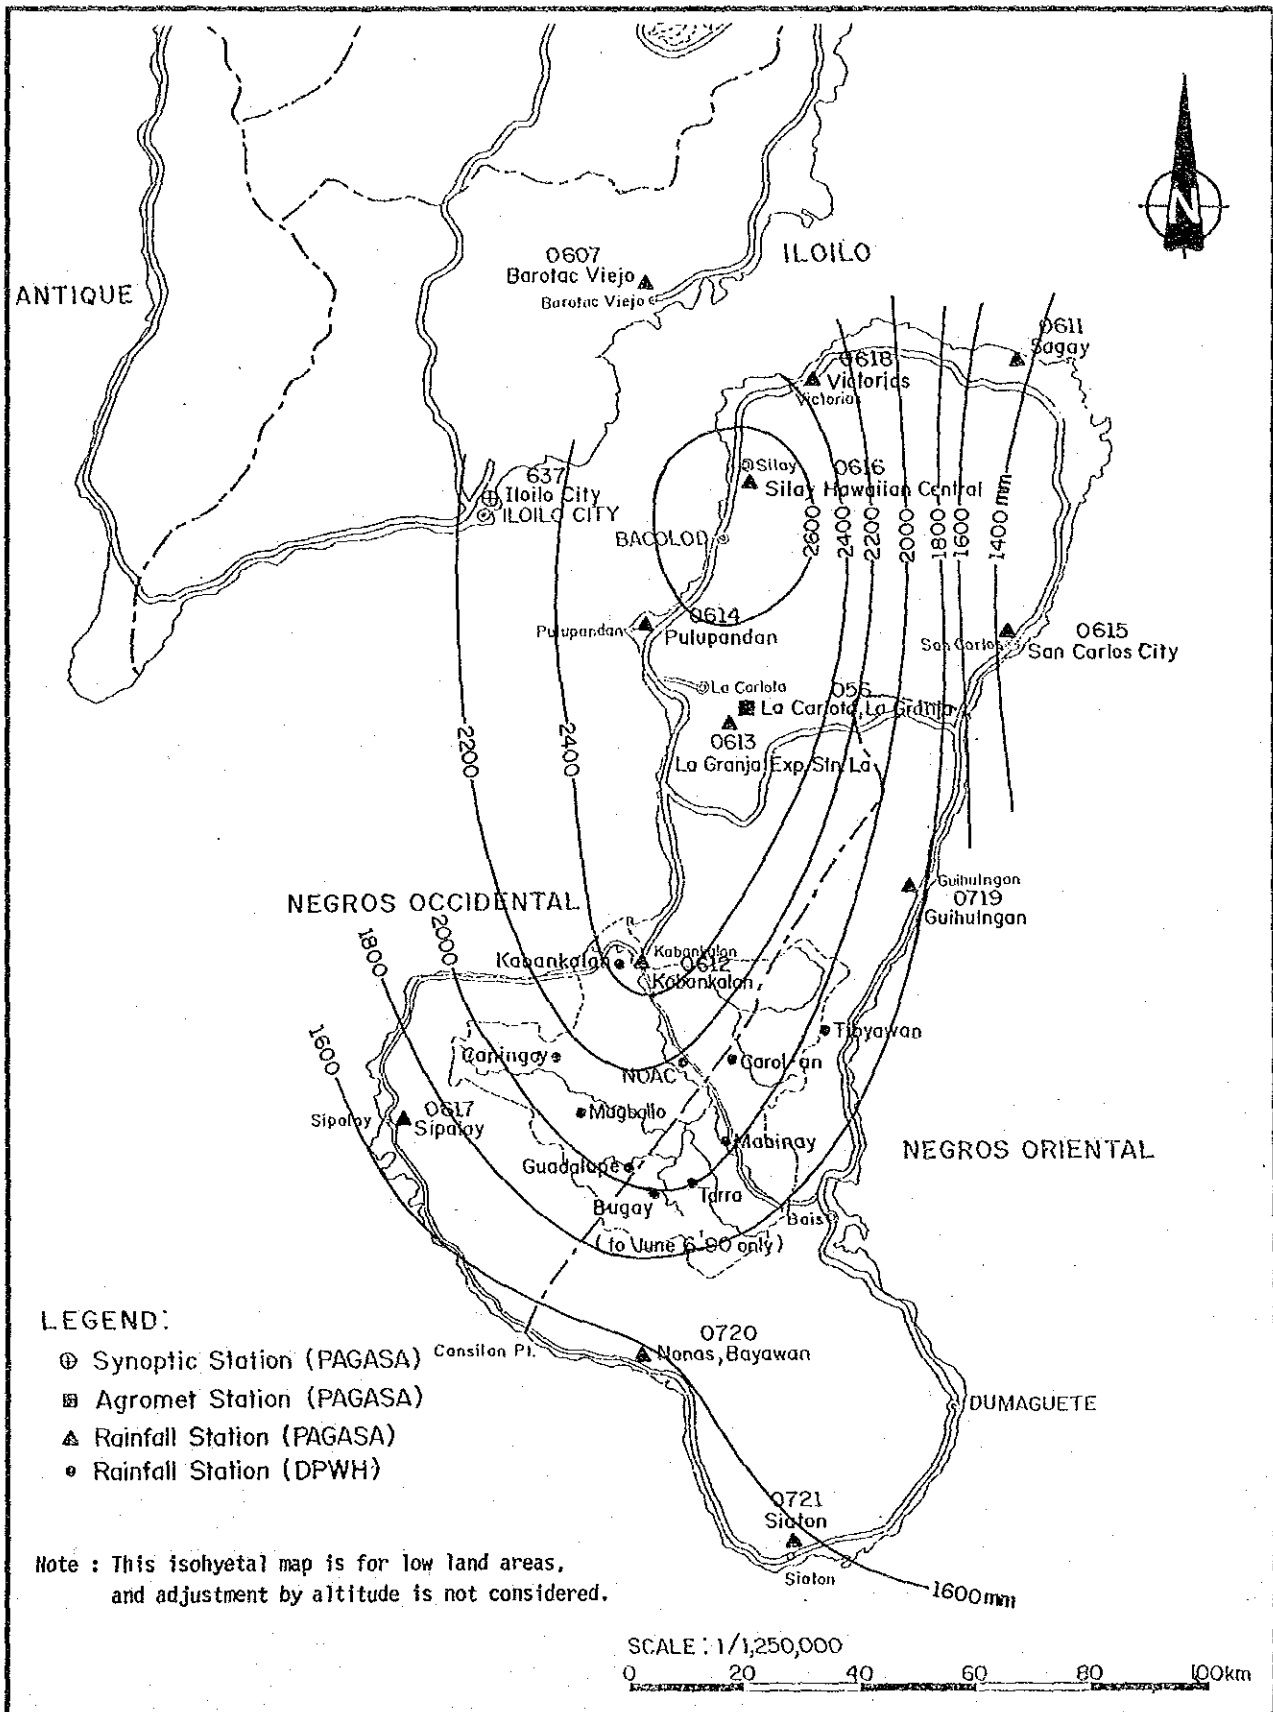 N
0607
Barotac Viejo
Barotac Viejo
ILOILO
ANTIQUE
0611
Sagay
0618
Victorias
Victorias
Silay
0616
Silay Hawaiian Central
637
Iloilo City
ILOILO CITY
BACOLOD
2600
2400
2200
2000
1800
1600
1400mm
0614
Pulupandan
Pulupandan
0615
San Carlos
San Carlos City
La Carlota
056
La Carlota, La Granja
0613
La Granja Exp. Stn. La
2200
2400
Guihulngan
0719
Guihulngan
NEGROS OCCIDENTAL
1800
2000
Kabankalan
Kabankalan
0612
Kabankalan
1600
Tibyawan
Caningay
NOAC
Carol-an
0617
Sipalay
Sipalay
Magballo
Mabinay
NEGROS ORIENTAL
Guadalupe
Tarra
Bugay
Bais
(to June 6'90 only)
LEGEND:
Synoptic Station (PAGASA)
Agromet Station (PAGASA)
Rainfall Station (PAGASA)
Rainfall Station (DPWH)
Cansilan Pt.
0720
Nanas, Bayawan
DUMAGUETE
0721
Siaton
Siaton
1600mm
Note : This isohyetal map is for low land areas,
and adjustment by altitude is not considered.
SCALE : 1/1,250,000
0 20 40 60 80 100km